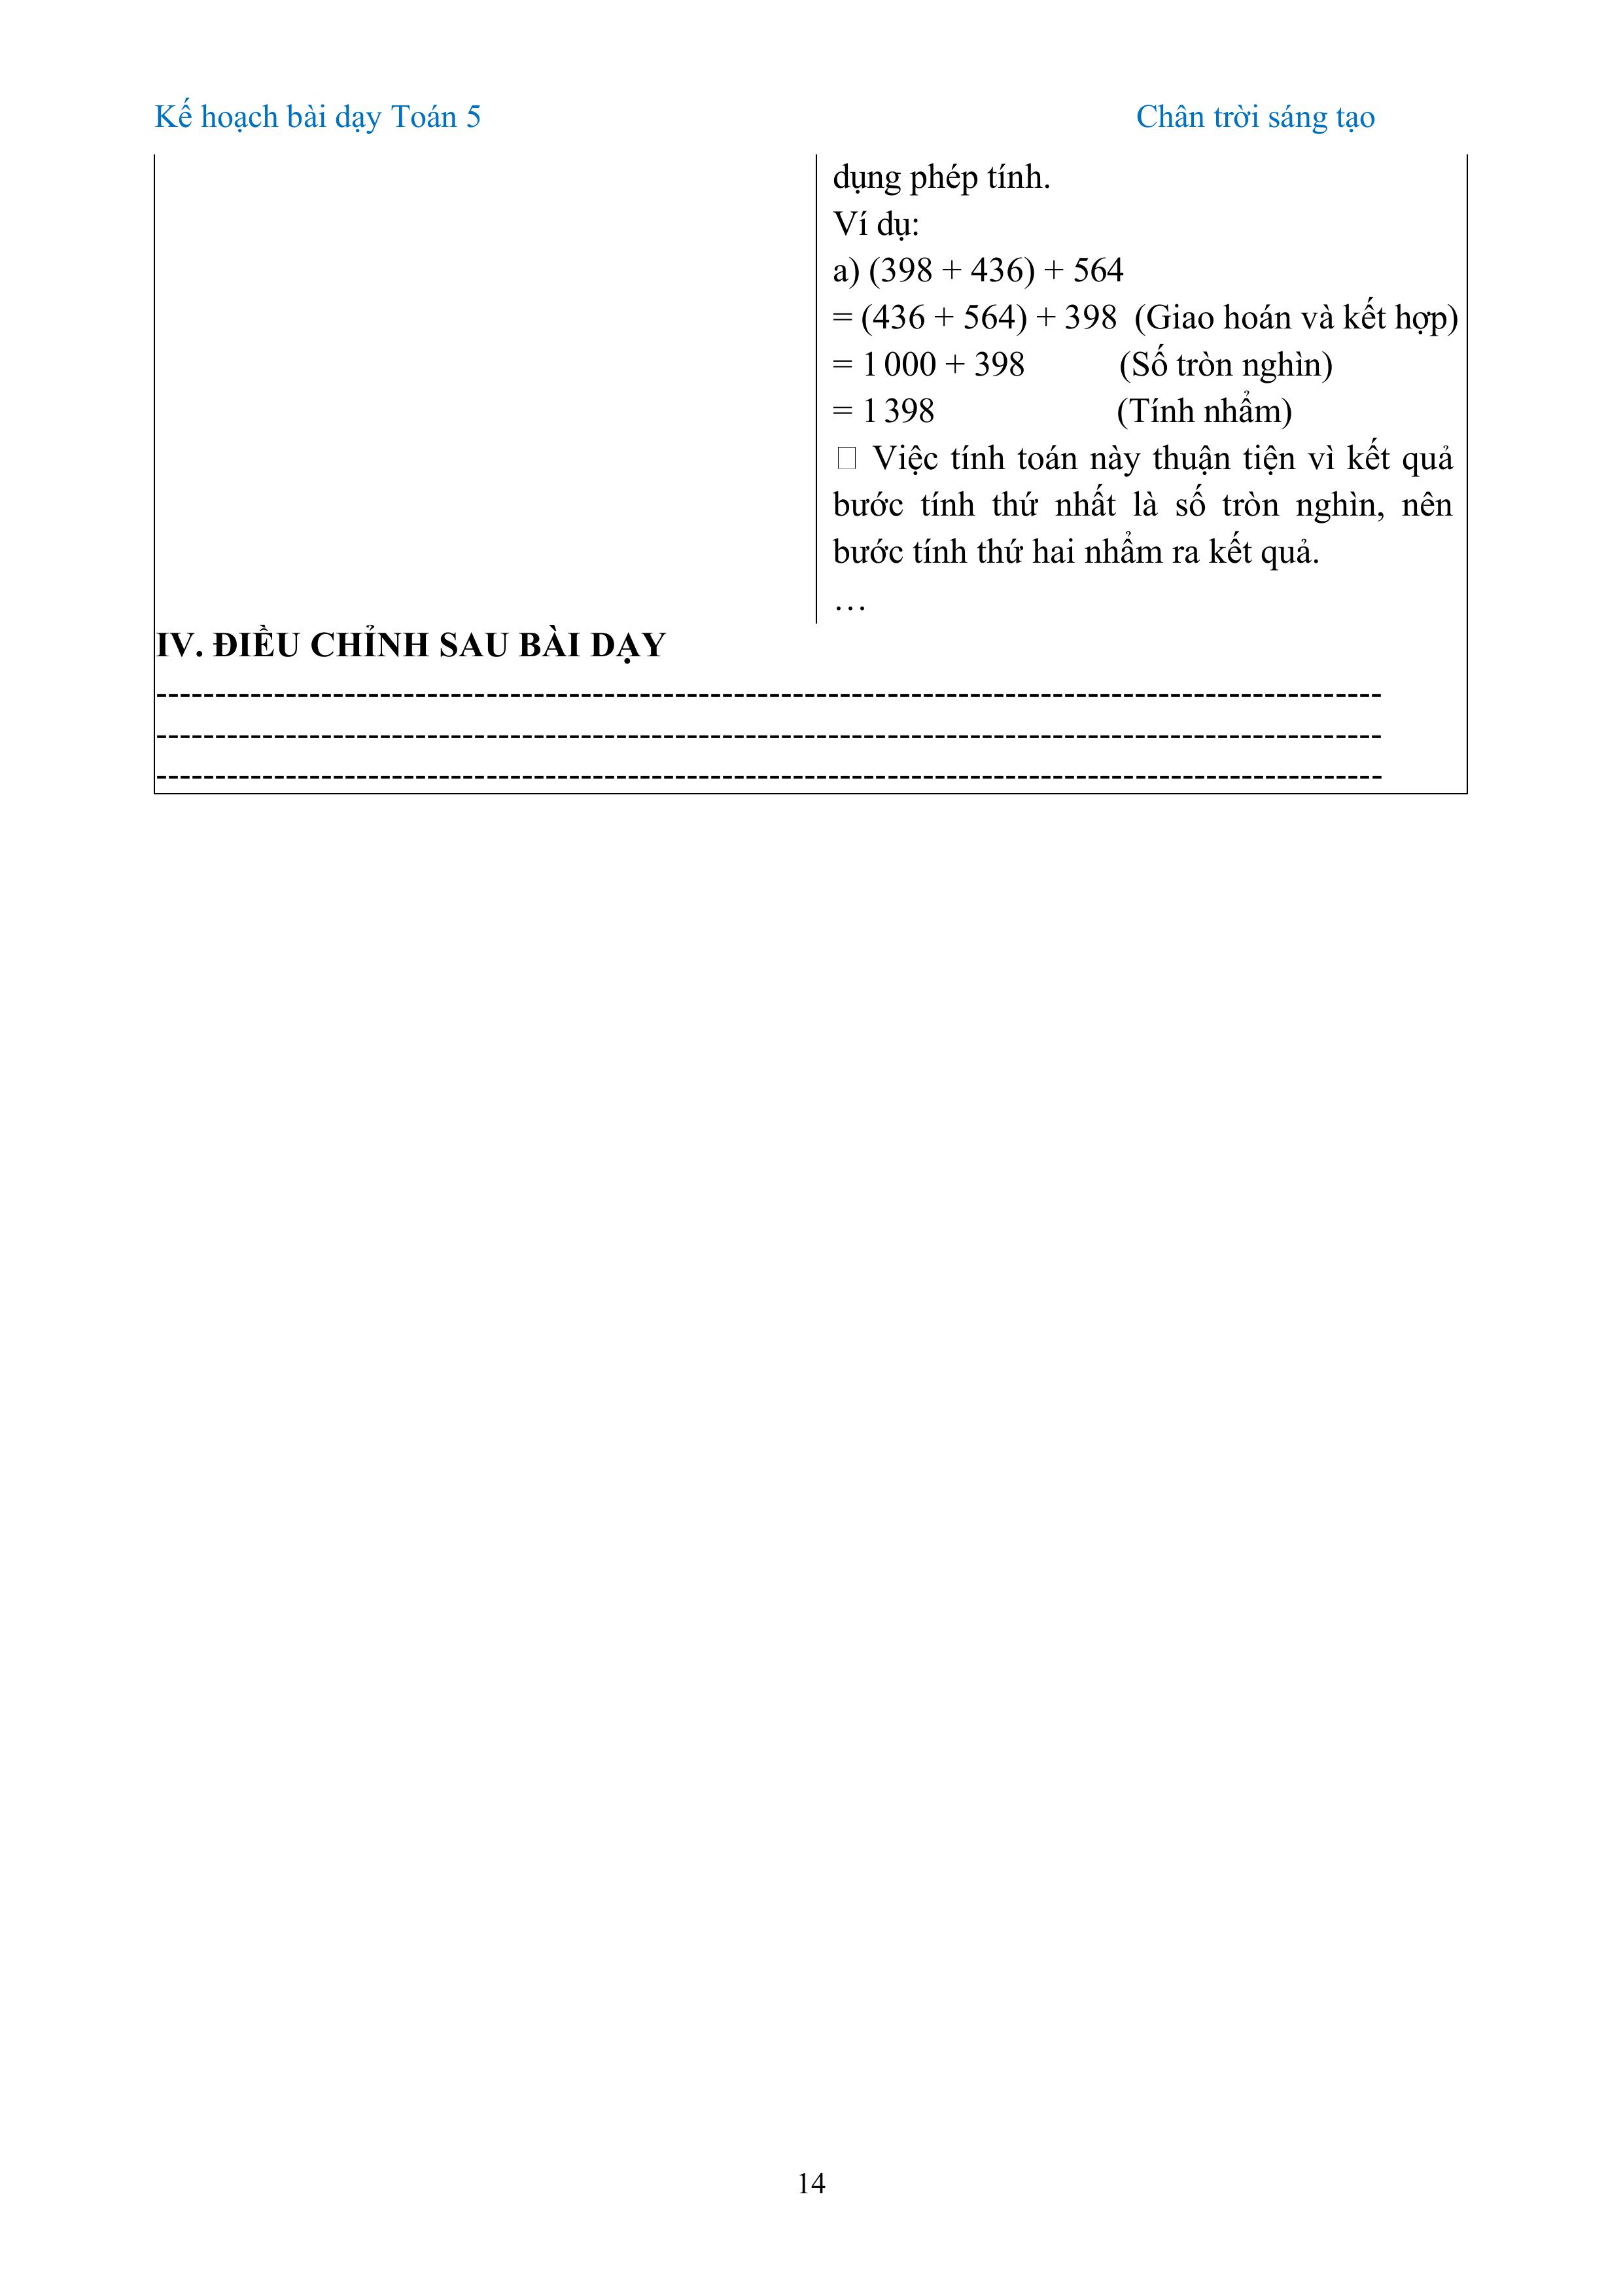 Kế hoạch bài dạy Toán 5 Chân trời sáng tạo
dụng phép tính.
Ví dụ:
a) (398 + 436) + 564
= (436 + 564) + 398 (Giao hoán và kết hợp)
= 1 000 + 398 (Số tròn nghìn)
= 1 398 (Tính nhẩm)
□ Việc tính toán này thuận tiện vì kết quả
bước tính thứ nhất là số tròn nghìn, nên
bước tính thứ hai nhẩm ra kết quả.
…
IV. ĐIỀU CHỈNH SAU BÀI DẠY
14